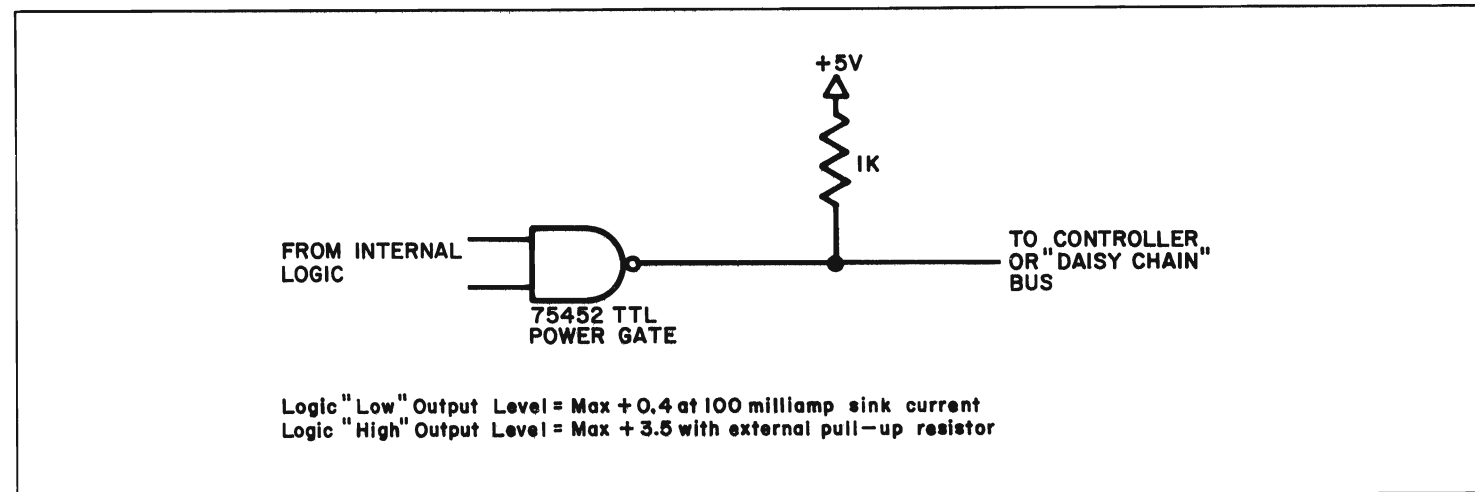 +5V
1K
FROM INTERNAL
LOGIC
TO CONTROLLER
OR "DAISY CHAIN"
BUS
75452 TTL
POWER GATE
Logic "Low" Output Level = Max + 0.4 at 100 milliamp sink current
Logic "High" Output Level = Max + 3.5 with external pull-up resistor